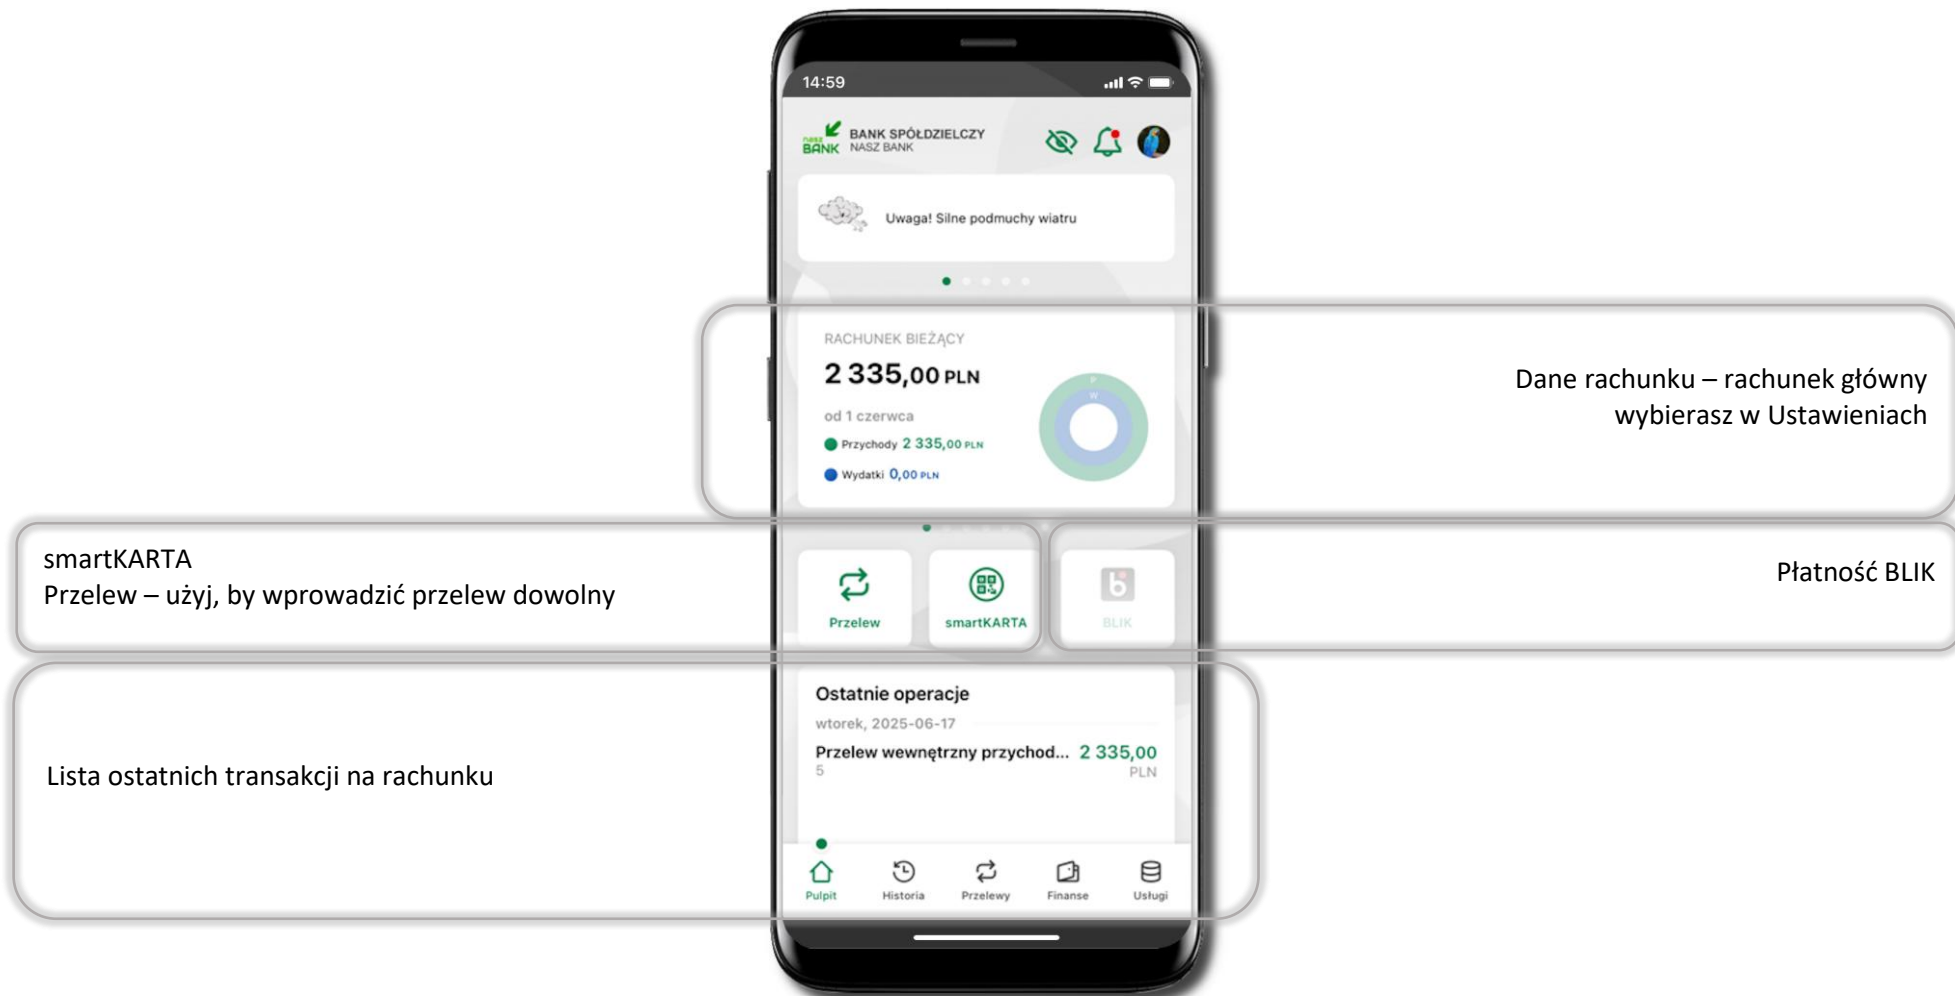 14:59
nasz
BANK
BANK SPÓŁDZIELCZY
NASZ BANK
Uwaga! Silne podmuchy wiatru
RACHUNEK BIEŻĄCY
2 335,00 PLN
od 1 czerwca
Przychody 2 335,00 PLN
Wydatki 0,00 PLN
P
W
Dane rachunku – rachunek główny
wybierasz w Ustawieniach
smartKARTA
Przelew – użyj, by wprowadzić przelew dowolny
Przelew
smartKARTA
BLIK
Płatność BLIK
Ostatnie operacje
wtorek, 2025-06-17
Przelew wewnętrzny przychod... 2 335,00
5 PLN
Lista ostatnich transakcji na rachunku
Pulpit
Historia
Przelewy
Finanse
Usługi